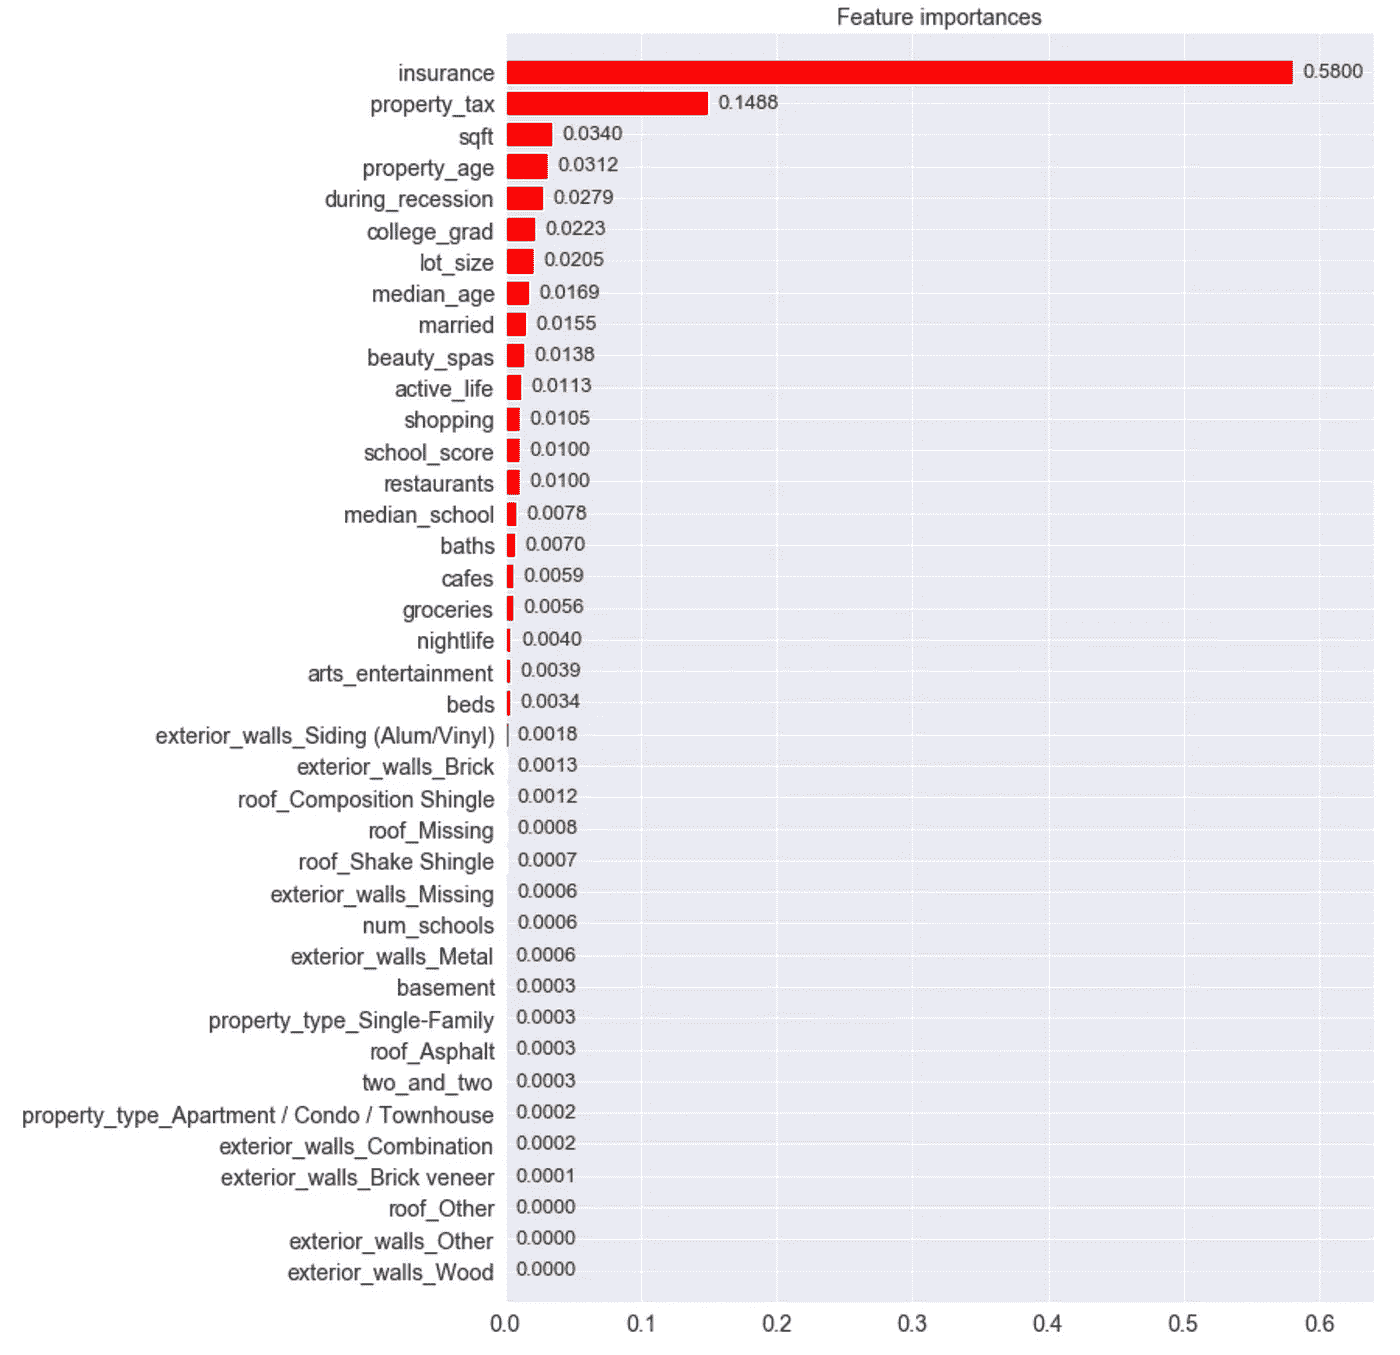 Feature importances
insurance 0.5800
property_tax 0.1488
sqft 0.0340
property_age 0.0312
during_recession 0.0279
college_grad 0.0223
lot_size 0.0205
median_age 0.0169
married 0.0155
beauty_spas 0.0138
active_life 0.0113
shopping 0.0105
school_score 0.0100
restaurants 0.0100
median_school 0.0078
baths 0.0070
cafes 0.0059
groceries 0.0056
nightlife 0.0040
arts_entertainment 0.0039
beds 0.0034
exterior_walls_Siding (Alum/Vinyl) 0.0018
exterior_walls_Brick 0.0013
roof_Composition Shingle 0.0012
roof_Missing 0.0008
roof_Shake Shingle 0.0007
exterior_walls_Missing 0.0006
num_schools 0.0006
exterior_walls_Metal 0.0006
basement 0.0003
property_type_Single-Family 0.0003
roof_Asphalt 0.0003
two_and_two 0.0003
property_type_Apartment / Condo / Townhouse 0.0002
exterior_walls_Combination 0.0002
exterior_walls_Brick veneer 0.0001
roof_Other 0.0000
exterior_walls_Other 0.0000
exterior_walls_Wood 0.0000
0.0 0.1 0.2 0.3 0.4 0.5 0.6